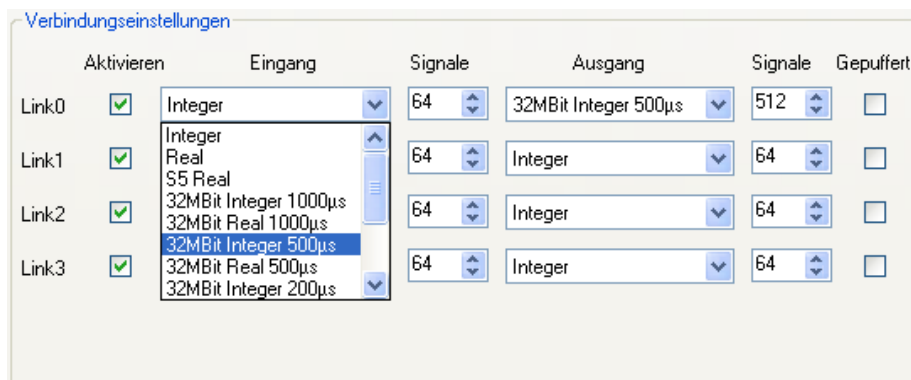 Verbindungseinstellungen
Aktivieren Eingang Signale Ausgang Signale Gepuffert
Link0 Integer 64 32MBit Integer 500µs 512
Integer
Real
S5 Real
32MBit Integer 1000µs
32MBit Real 1000µs
32MBit Integer 500µs
32MBit Real 500µs
32MBit Integer 200µs
Link1 64 Integer 64
Link2 64 Integer 64
Link3 64 Integer 64